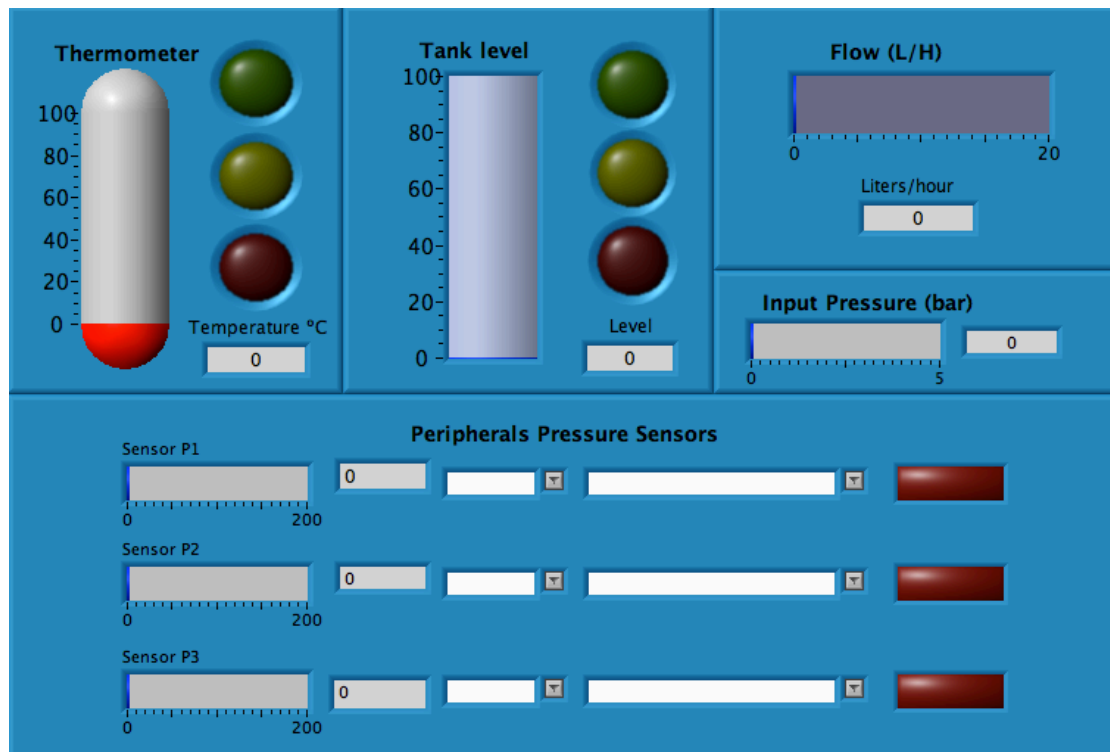 Thermometer
100
80
60
40
20
0
Temperature °C
0
Tank level
100
80
60
40
20
0
Level
0
Flow (L/H)
0 20
Liters/hour
0
Input Pressure (bar)
0 5
0
Peripherals Pressure Sensors
Sensor P1
0
0 200
Sensor P2
0
0 200
Sensor P3
0
0 200